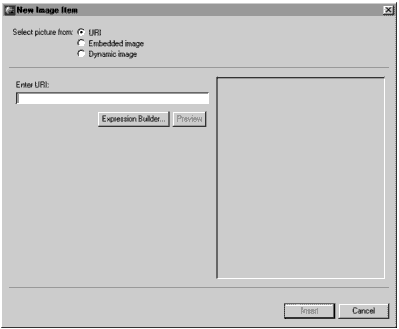 New Image Item
Select picture from: URI
Embedded image
Dynamic image
Enter URI:
Expression Builder... Preview
Insert Cancel